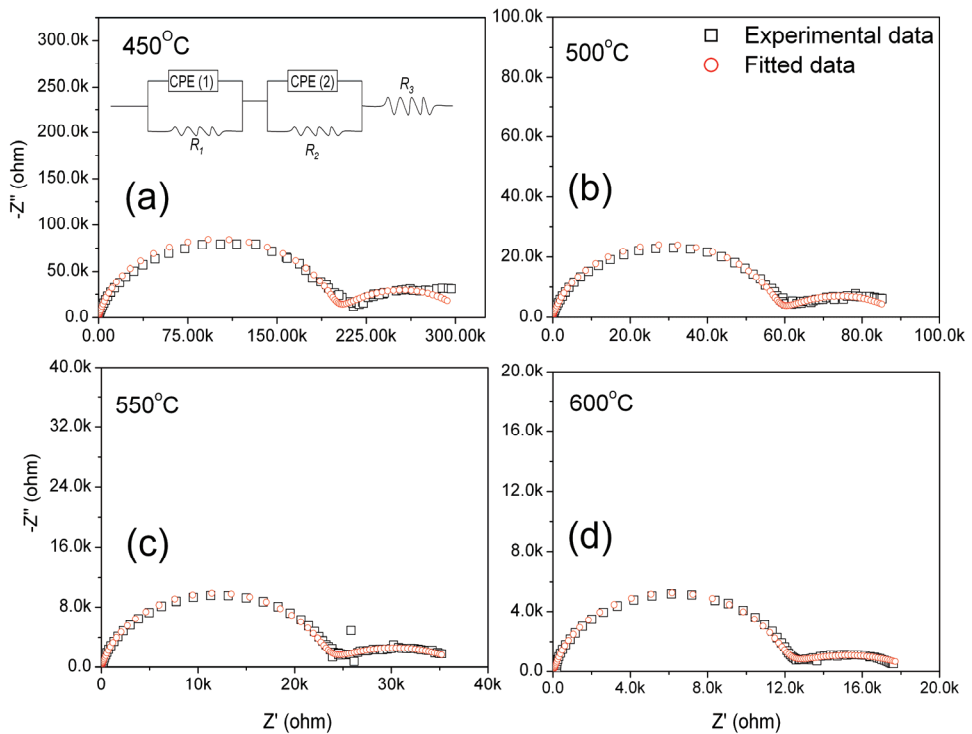 450°C
CPE (1)
CPE (2)
R3
R1
R2
(a)
-Z'' (ohm)
300.0k
250.0k
200.0k
150.0k
100.0k
50.0k
0.0
0.00
75.00k
150.00k
225.00k
300.00k
500°C
Experimental data
Fitted data
(b)
100.0k
80.0k
60.0k
40.0k
20.0k
0.0
0.0
20.0k
40.0k
60.0k
80.0k
100.0k
550°C
(c)
-Z'' (ohm)
40.0k
32.0k
24.0k
16.0k
8.0k
0.0
0
10k
20k
30k
40k
Z' (ohm)
600°C
(d)
20.0k
16.0k
12.0k
8.0k
4.0k
0.0
0.0
4.0k
8.0k
12.0k
16.0k
20.0k
Z' (ohm)